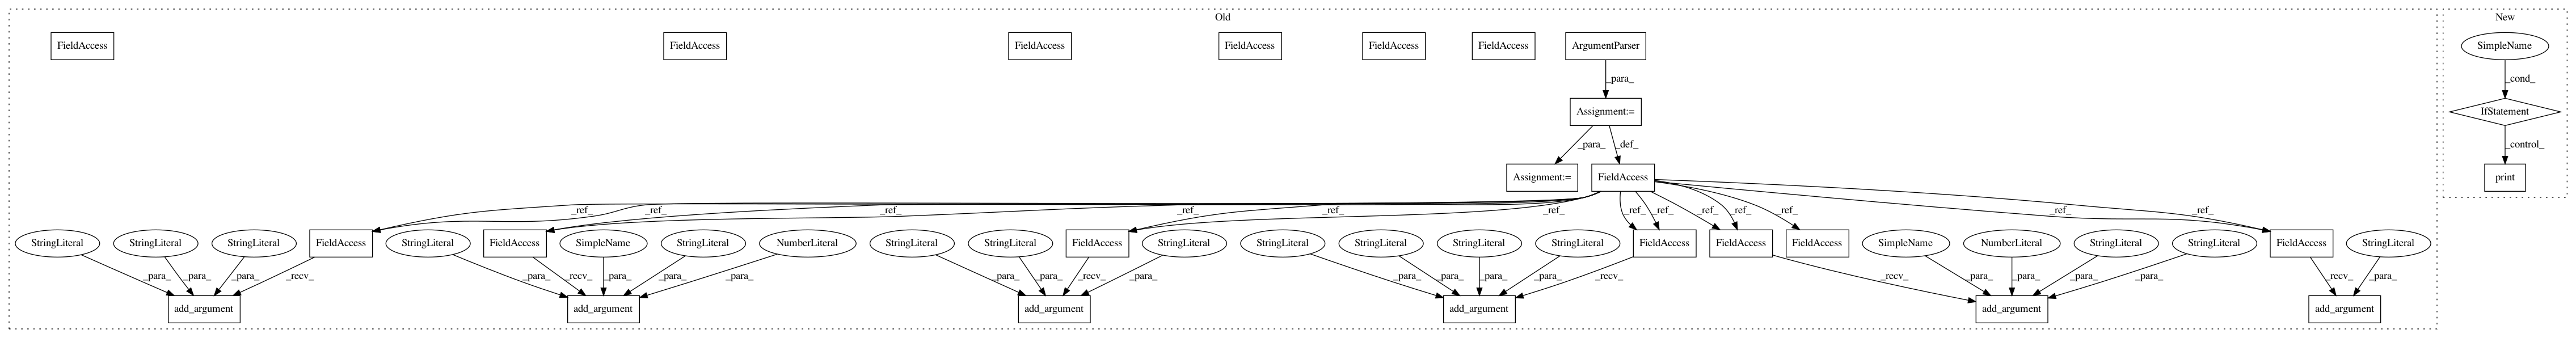 Old
New
FieldAccess FieldAccess FieldAccess FieldAccess FieldAccess FieldAccess ArgumentParser SimpleName
_para_ _cond_
Assignment:= IfStatement
_para_ _def_ _control_
Assignment:= FieldAccess print
_ref_ _ref_ _ref_ _ref_ _ref_ _ref_ _ref_ _ref_ _ref_ _ref_ _ref_ _ref_ _ref_
StringLiteral StringLiteral StringLiteral FieldAccess StringLiteral FieldAccess SimpleName StringLiteral NumberLiteral StringLiteral StringLiteral FieldAccess StringLiteral StringLiteral StringLiteral StringLiteral StringLiteral FieldAccess FieldAccess FieldAccess SimpleName NumberLiteral StringLiteral StringLiteral FieldAccess StringLiteral
_para_ _para_ _para_ _recv_ _para_ _recv_ _para_ _para_ _para_ _para_ _para_ _recv_ _para_ _para_ _para_ _para_ _para_ _recv_ _recv_ _para_ _para_ _para_ _para_ _recv_ _para_
add_argument add_argument add_argument add_argument add_argument add_argument